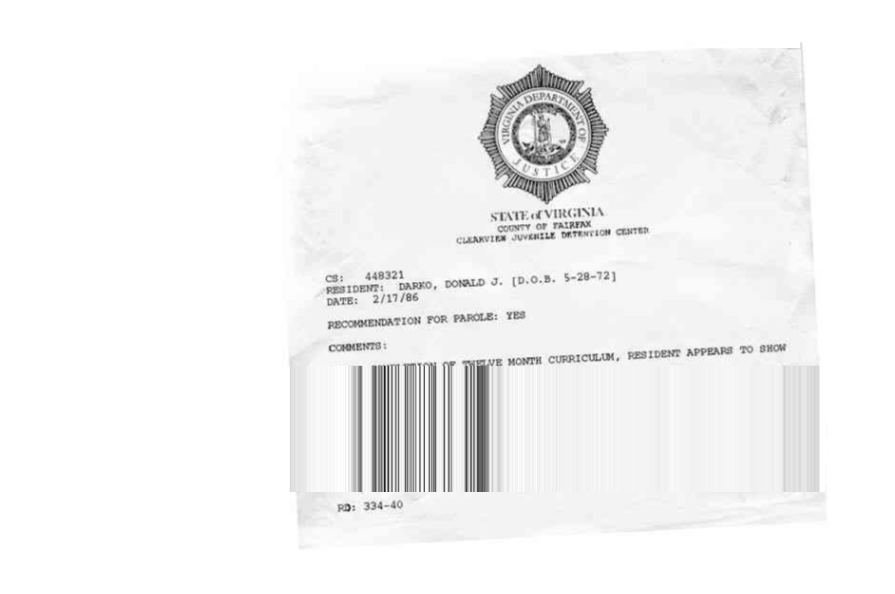 VIRGINIA DEPARTMENT OF
JUSTICE
STATE of VIRGINIA
COUNTY OF FAIRFAX
CLEARVIEW JUVENILE DETENTION CENTER
CS: 448321
RESIDENT: DARKO, DONALD J. [D.O.B. 5-28-72]
DATE: 2/17/86
RECOMMENDATION FOR PAROLE: YES
COMMENTS:
OF TWELVE MONTH CURRICULUM, RESIDENT APPEARS TO SHOW
RD: 334-40